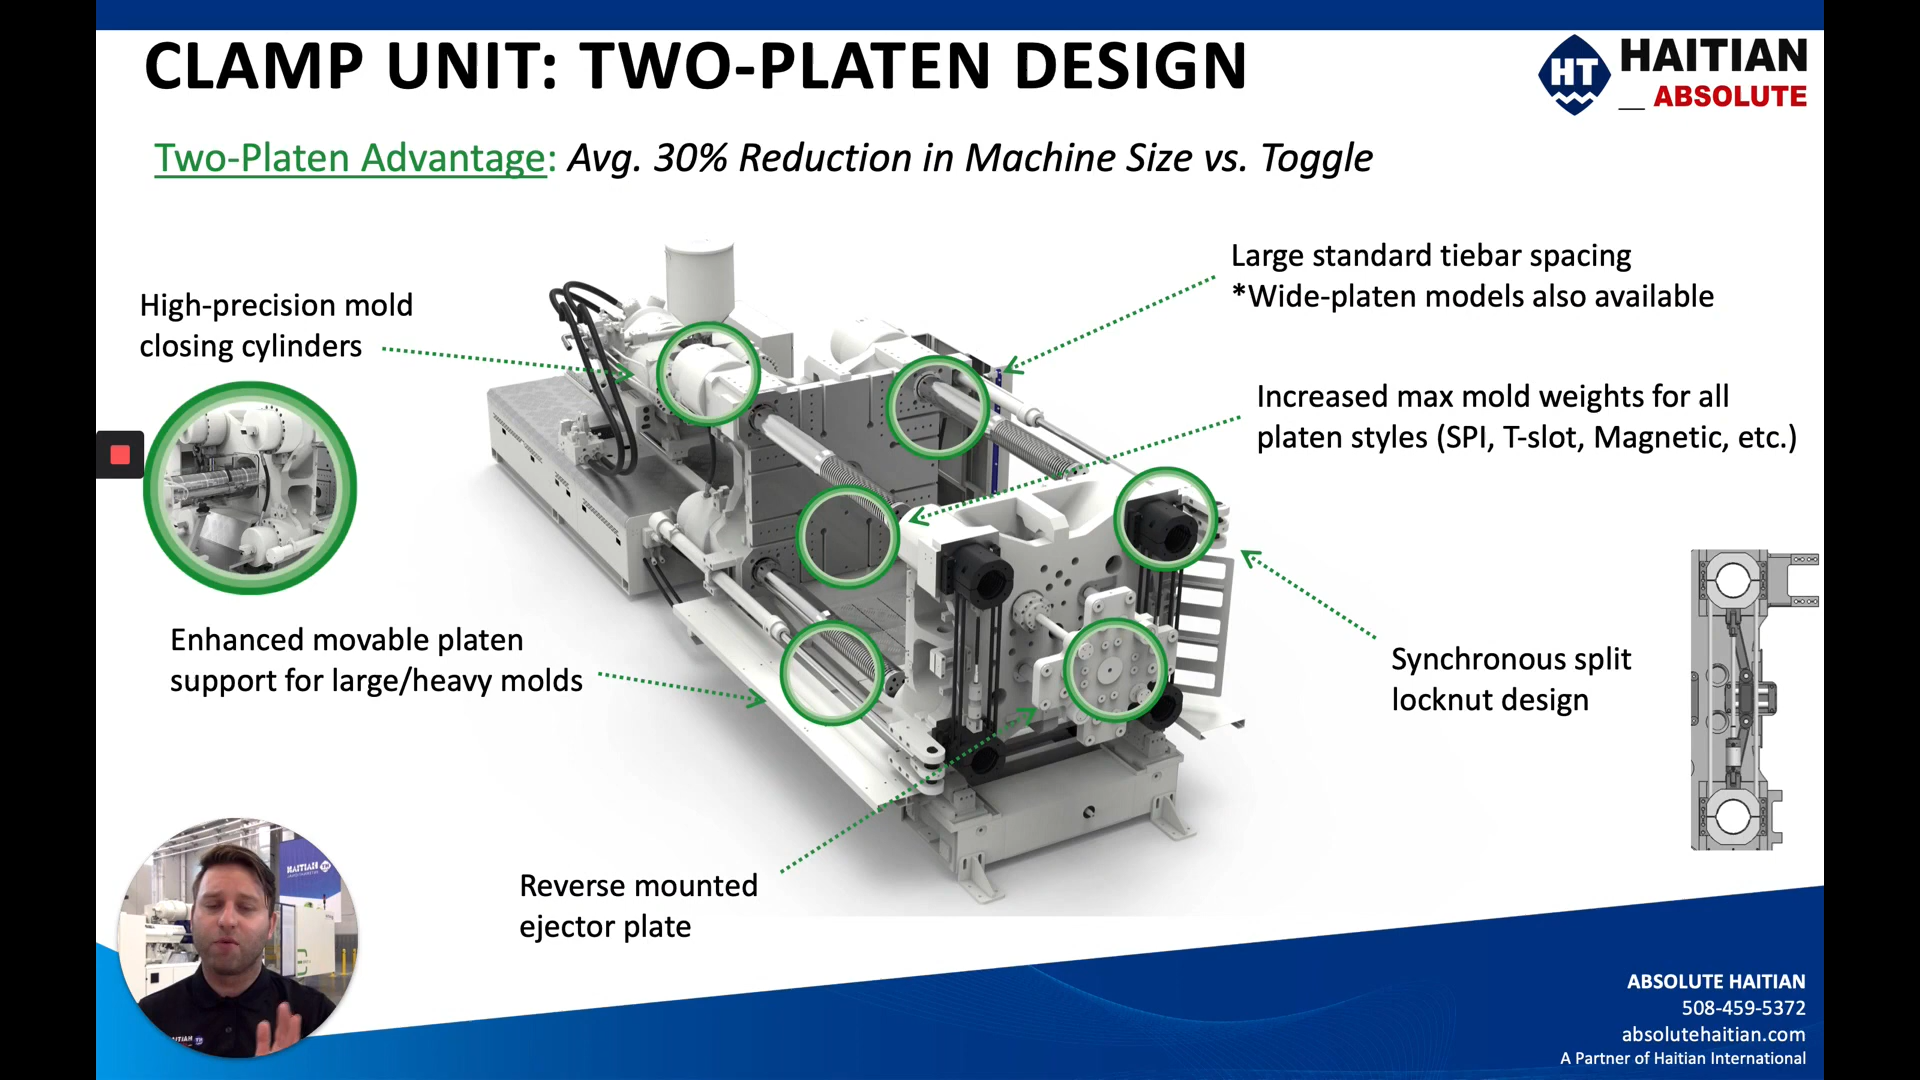 CLAMP UNIT: TWO-PLATEN DESIGN
HT
HAITIAN
ABSOLUTE
Two-Platen Advantage: Avg. 30% Reduction in Machine Size vs. Toggle
High-precision mold
closing cylinders
Large standard tiebar spacing
*Wide-platen models also available
Increased max mold weights for all
platen styles (SPI, T-slot, Magnetic, etc.)
Enhanced movable platen
support for large/heavy molds
Synchronous split
locknut design
Reverse mounted
ejector plate
HAITIAN
ABSOLUTE HAITIAN
508-459-5372
absolutehaitian.com
A Partner of Haitian International